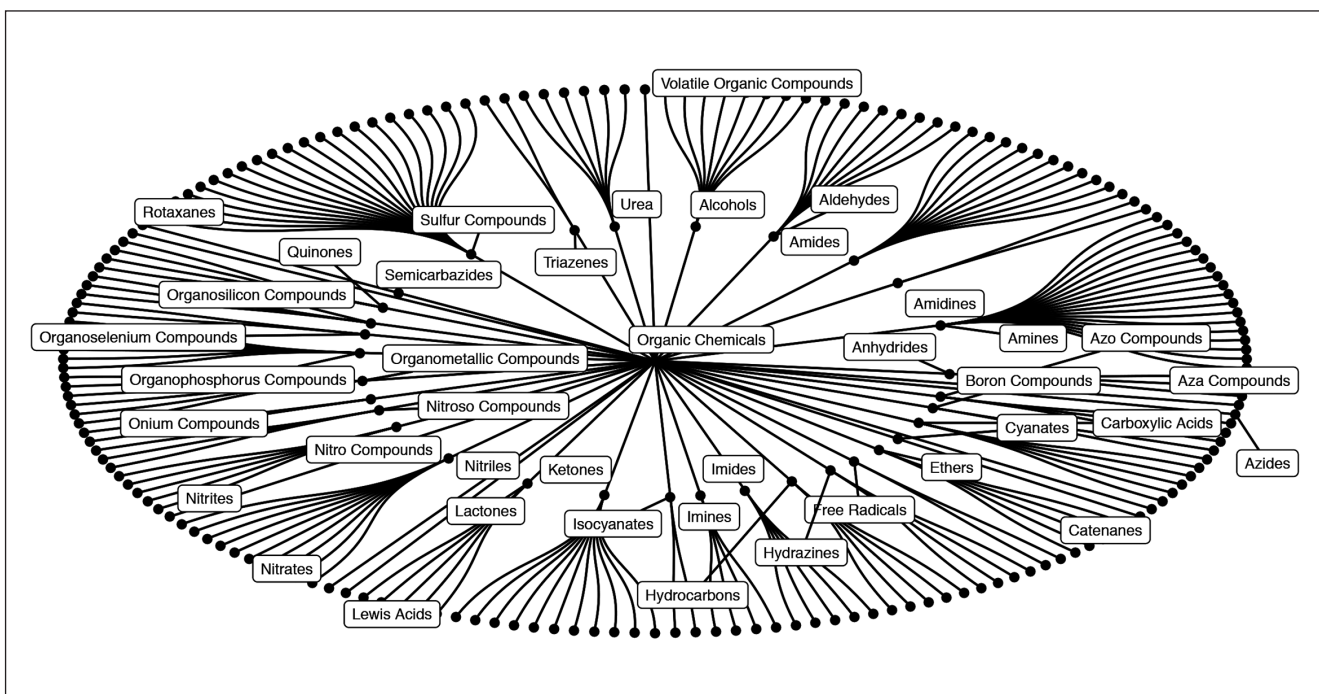 Volatile Organic Compounds
Rotaxanes
Urea
Alcohols
Aldehydes
Sulfur Compounds
Amides
Quinones
Triazenes
Semicarbazides
Organosilicon Compounds
Amidines
Organoselenium Compounds
Organic Chemicals
Amines
Azo Compounds
Anhydrides
Organometallic Compounds
Organophosphorus Compounds
Boron Compounds
Aza Compounds
Nitroso Compounds
Onium Compounds
Cyanates
Carboxylic Acids
Nitro Compounds
Nitriles
Ketones
Imides
Ethers
Azides
Nitrites
Lactones
Isocyanates
Imines
Free Radicals
Catenanes
Hydrazines
Nitrates
Hydrocarbons
Lewis Acids